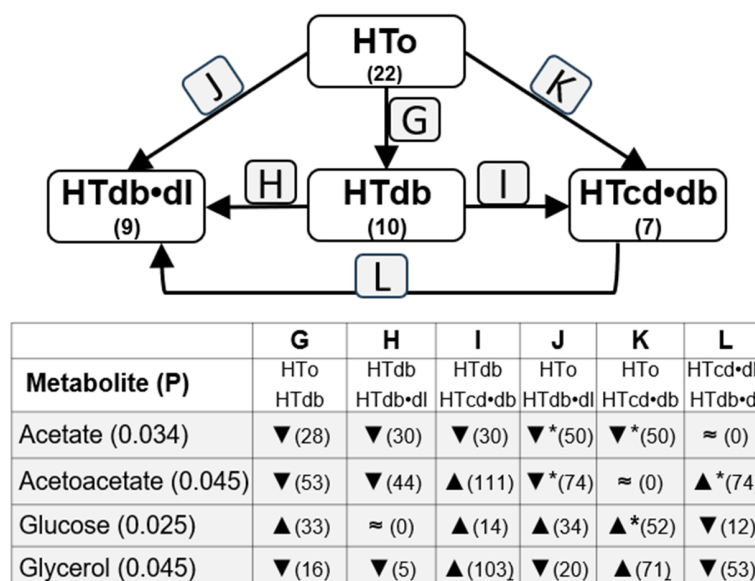 HTo
(22)
J
K
G
HTdb•dl
(9)
H
HTdb
(10)
I
HTcd•db
(7)
L
G H I J K L
Metabolite (P)
HTo HTdb HTdb HTo HTo HTcd•dl
HTdb HTdb•dl HTcd•db HTdb•dl HTcd•db HTdb•d
Acetate (0.034) ▼(28) ▼(30) ▼(30) ▼*(50) ▼*(50) ≈ (0)
Acetoacetate (0.045) ▼(53) ▼(44) ▲(111) ▼*(74) ≈ (0) ▲*(74
Glucose (0.025) ▲(33) ≈ (0) ▲(14) ▲(34) ▲*(52) ▼(12)
Glycerol (0.045) ▼(16) ▼(5) ▲(103) ▼(20) ▲(71) ▼(53)